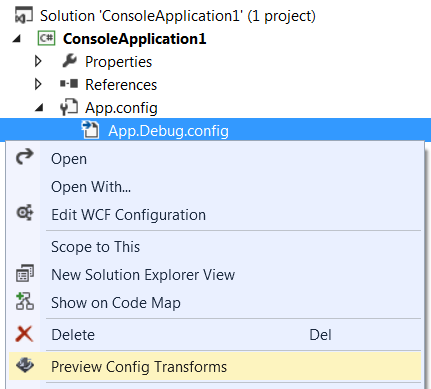 Solution 'ConsoleApplication1' (1 project)
C# ConsoleApplication1
Properties
References
App.config
App.Debug.config
Open
Open With...
Edit WCF Configuration
Scope to This
New Solution Explorer View
Show on Code Map
Delete Del
Preview Config Transforms